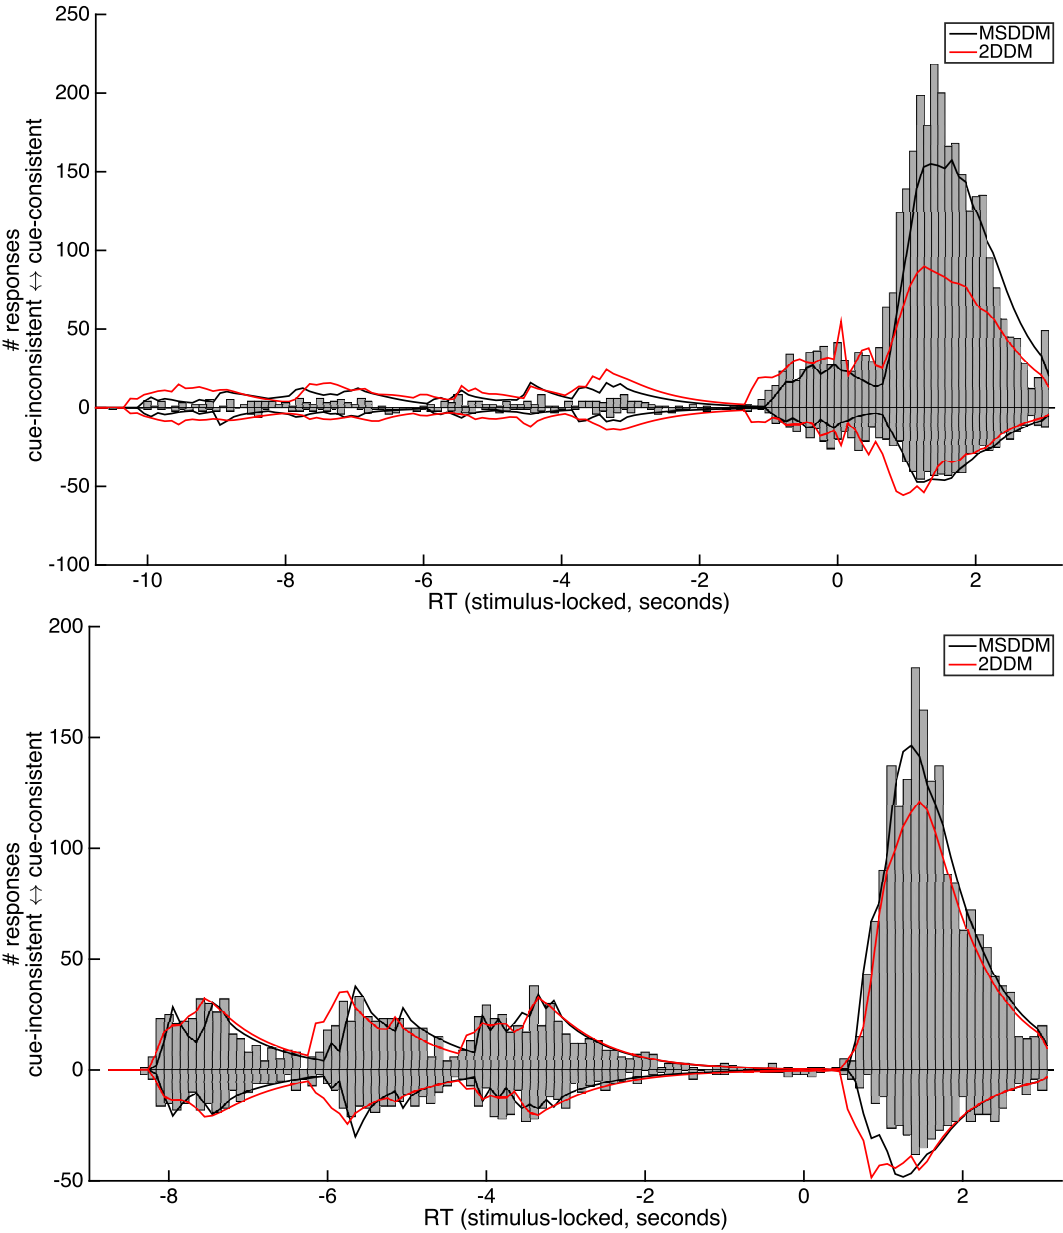 250
200
150
100
50
0
-50
-100
# responses
cue-inconsistent ↔ cue-consistent
MSDDM
2DDM
-10 -8 -6 -4 -2 0 2
RT (stimulus-locked, seconds)
200
150
100
50
0
-50
# responses
cue-inconsistent ↔ cue-consistent
MSDDM
2DDM
-8 -6 -4 -2 0 2
RT (stimulus-locked, seconds)